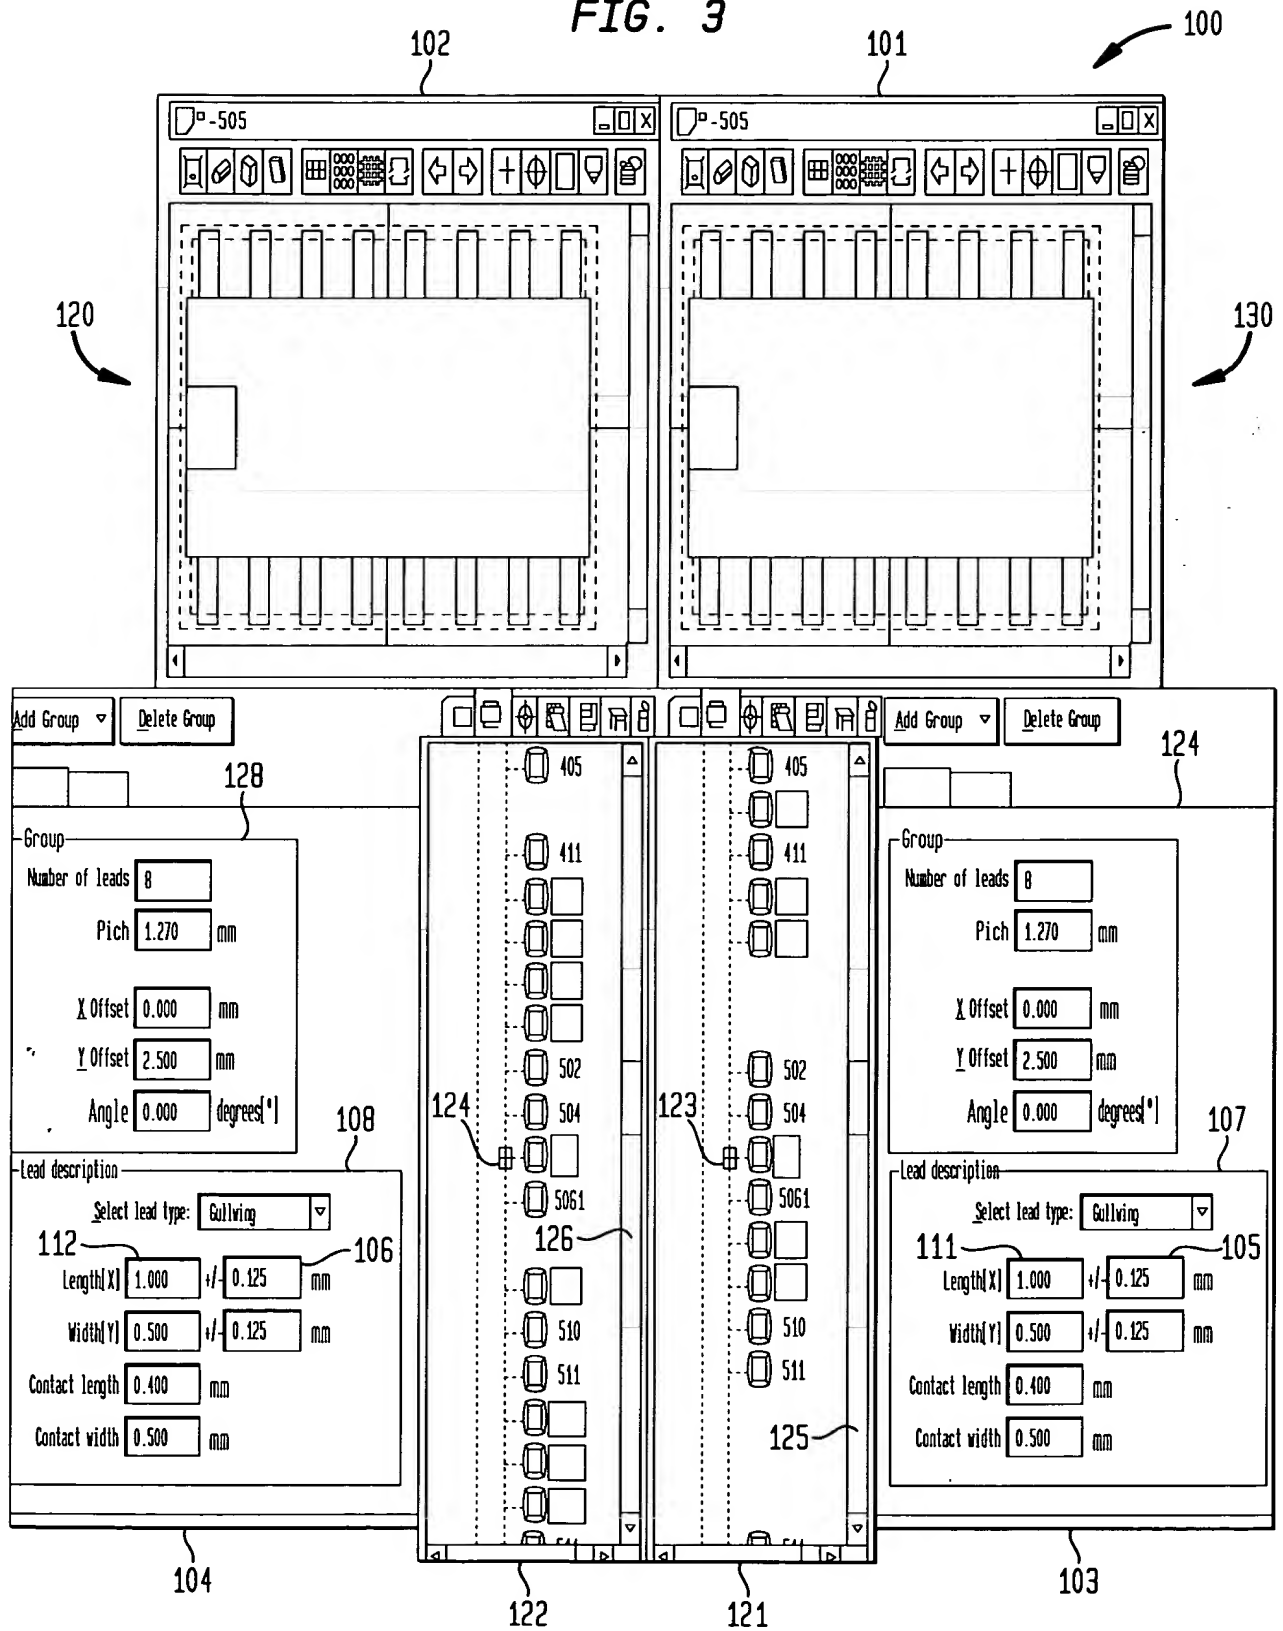 FIG. 3
100
102
101
-505
X
-505
X
120
130
Add Group
Delete Group
Add Group
Delete Group
128
124
Group
Number of leads 8
Pich 1.270 mm
X Offset 0.000 mm
Y Offset 2.500 mm
Angle 0.000 degrees[°]
108
Lead description
Select lead type: Gullwing
112
106
Length[X] 1.000 +/- 0.125 mm
Width[Y] 0.500 +/- 0.125 mm
Contact length 0.400 mm
Contact width 0.500 mm
104
405
411
502
504
124
5061
126
510
511
122
405
411
502
504
123
5061
510
511
125
121
Group
Number of leads 8
Pich 1.270 mm
X Offset 0.000 mm
Y Offset 2.500 mm
Angle 0.000 degrees[°]
107
Lead description
Select lead type: Gullwing
111
105
Length[X] 1.000 +/- 0.125 mm
Width[Y] 0.500 +/- 0.125 mm
Contact length 0.400 mm
Contact width 0.500 mm
103